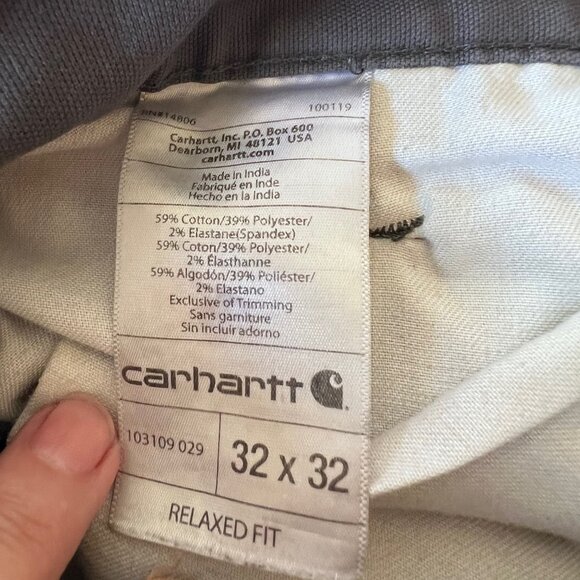 RN#14806 100119
Carhartt, Inc. P.O. Box 600
Dearborn, MI 48121 USA
carhartt.com
Made in India
Fabriqué en Inde
Hecho en la India
59% Cotton/39% Polyester/
2% Elastane(Spandex)
59% Coton/39% Polyester/
2% Élasthanne
59% Algodón/39% Poliéster/
2% Elastano
Exclusive of Trimming
Sans garniture
Sin incluir adorno
carhartt
103109 029 32 x 32
RELAXED FIT